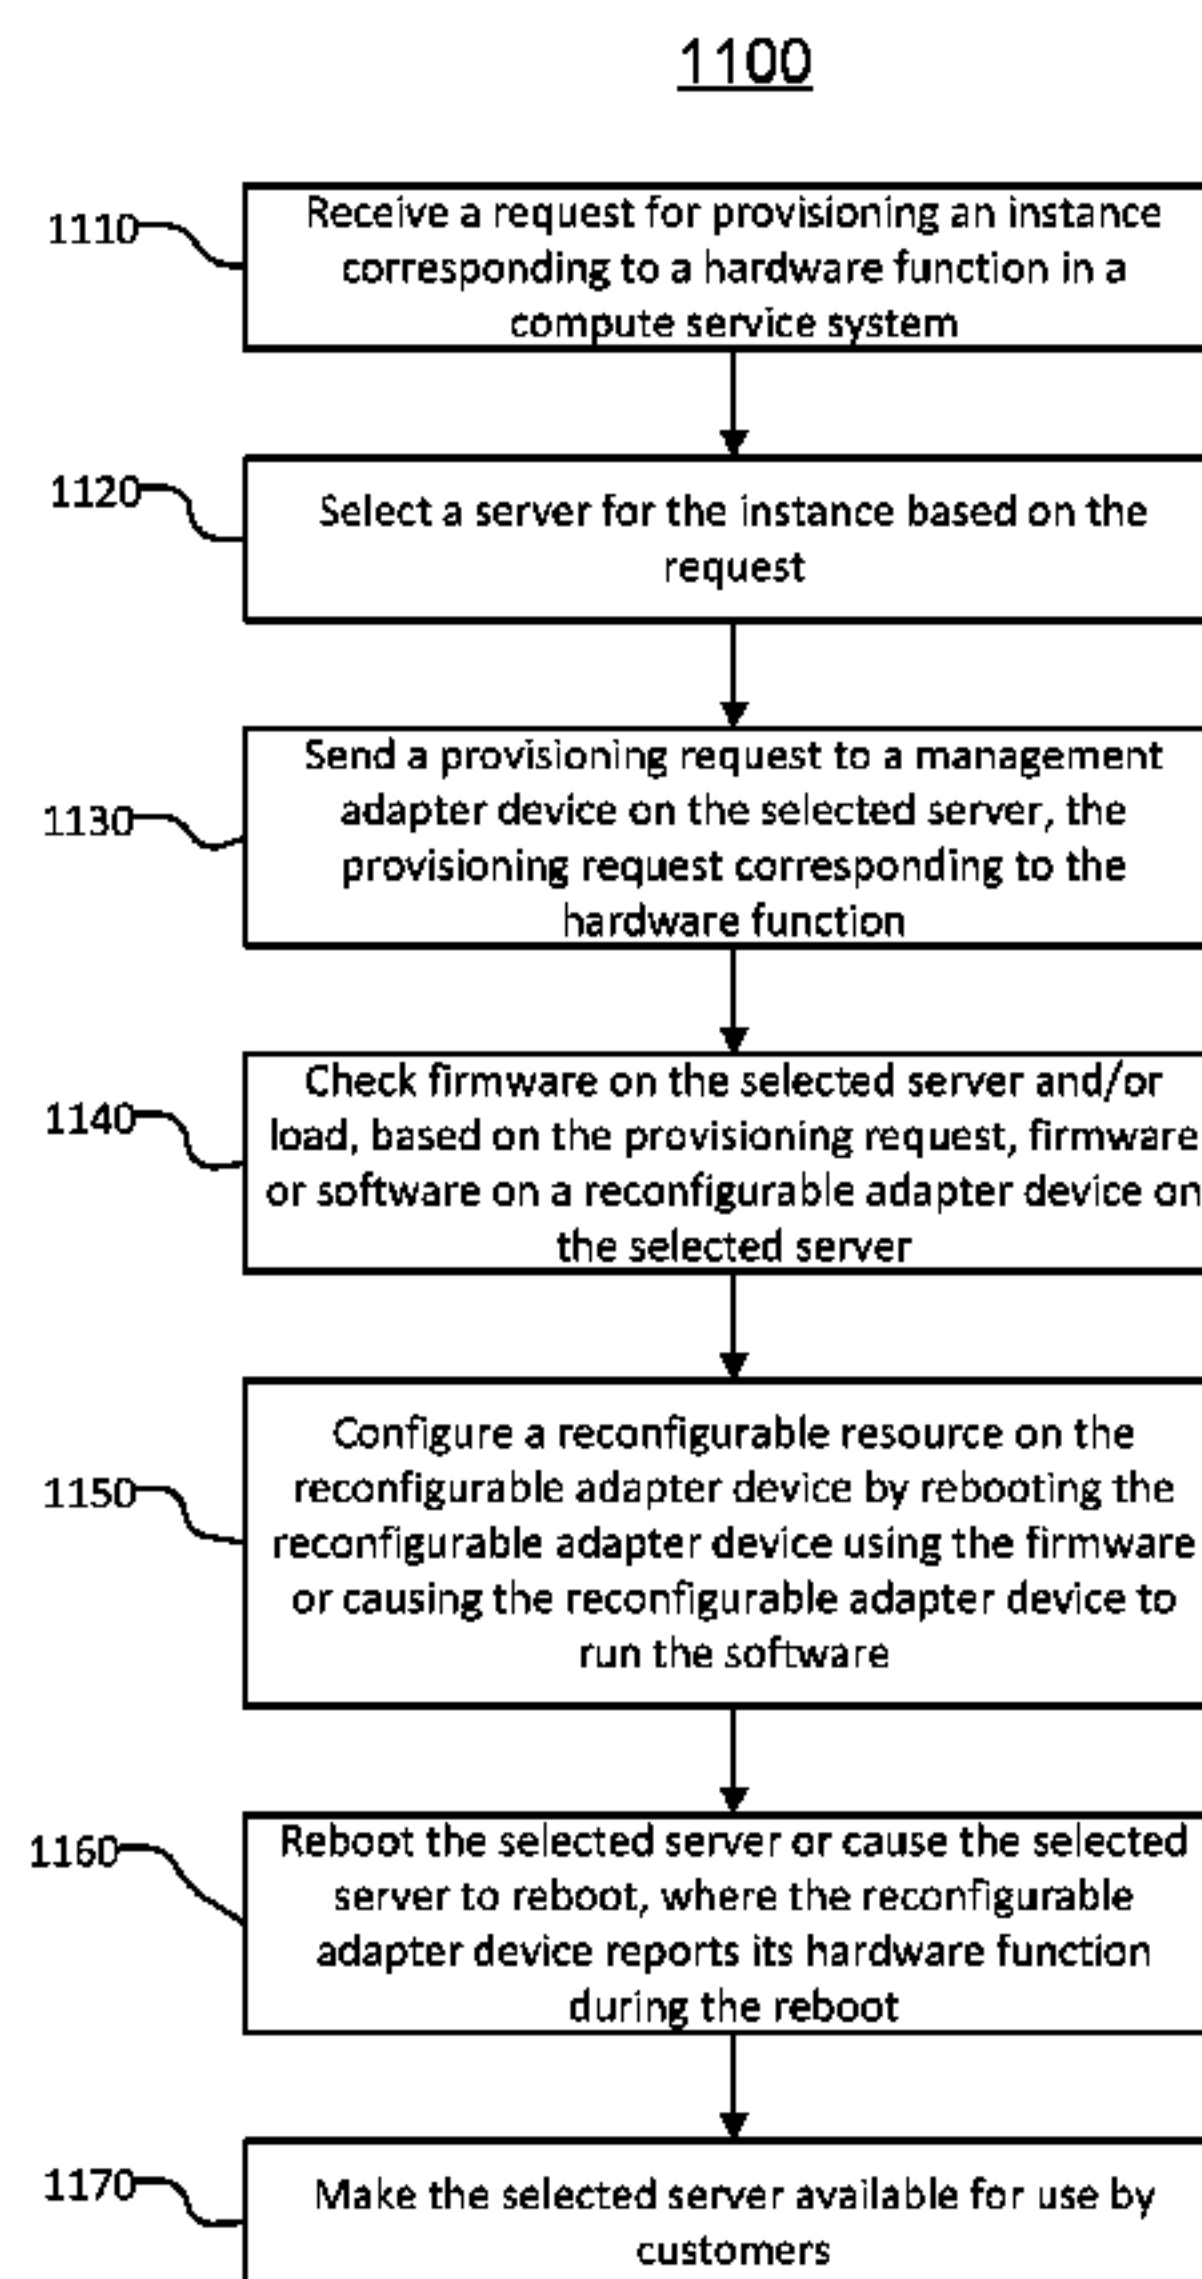 1100
1110
Receive a request for provisioning an instance
corresponding to a hardware function in a
compute service system
1120
Select a server for the instance based on the
request
1130
Send a provisioning request to a management
adapter device on the selected server, the
provisioning request corresponding to the
hardware function
1140
Check firmware on the selected server and/or
load, based on the provisioning request, firmware
or software on a reconfigurable adapter device on
the selected server
1150
Configure a reconfigurable resource on the
reconfigurable adapter device by rebooting the
reconfigurable adapter device using the firmware
or causing the reconfigurable adapter device to
run the software
1160
Reboot the selected server or cause the selected
server to reboot, where the reconfigurable
adapter device reports its hardware function
during the reboot
1170
Make the selected server available for use by
customers